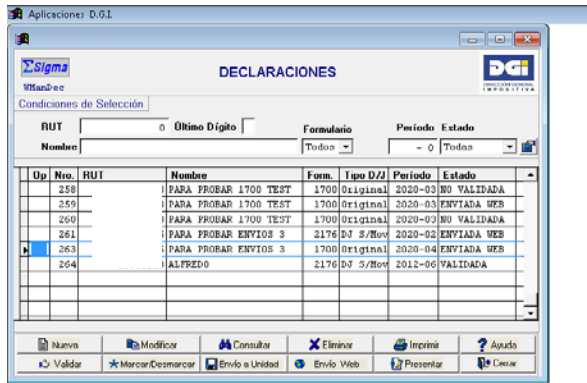 Aplicaciones D.G.I.
ΣSigma
DECLARACIONES
DGI
DIRECCION GENERAL
IMPOSITIVA
WManDec
Condiciones de Selección
RUT 0 Último Dígito Formulario Período Estado
Nombre Todos - 0 Todas
Op Nro. RUT Nombre Form. Tipo D/J Período Estado
258 PARA PROBAR 1700 TEST 1700 Original 2020-03 NO VALIDADA
259 PARA PROBAR 1700 TEST 1700 Original 2020-03 ENVIADA WEB
260 PARA PROBAR 1700 TEST 1700 Original 2020-03 NO VALIDADA
261 PARA PROBAR ENVIOS 3 2176 DJ S/Mov 2020-02 ENVIADA WEB
263 PARA PROBAR ENVIOS 3 1700 Original 2020-04 ENVIADA WEB
264 ALFREDO 2176 DJ S/Mov 2012-06 VALIDADA
Nueva Modificar Consultar Eliminar Imprimir Ayuda
Validar Marcar/Desmarcar Envío a Unidad Envío Web Presentar Cerrar